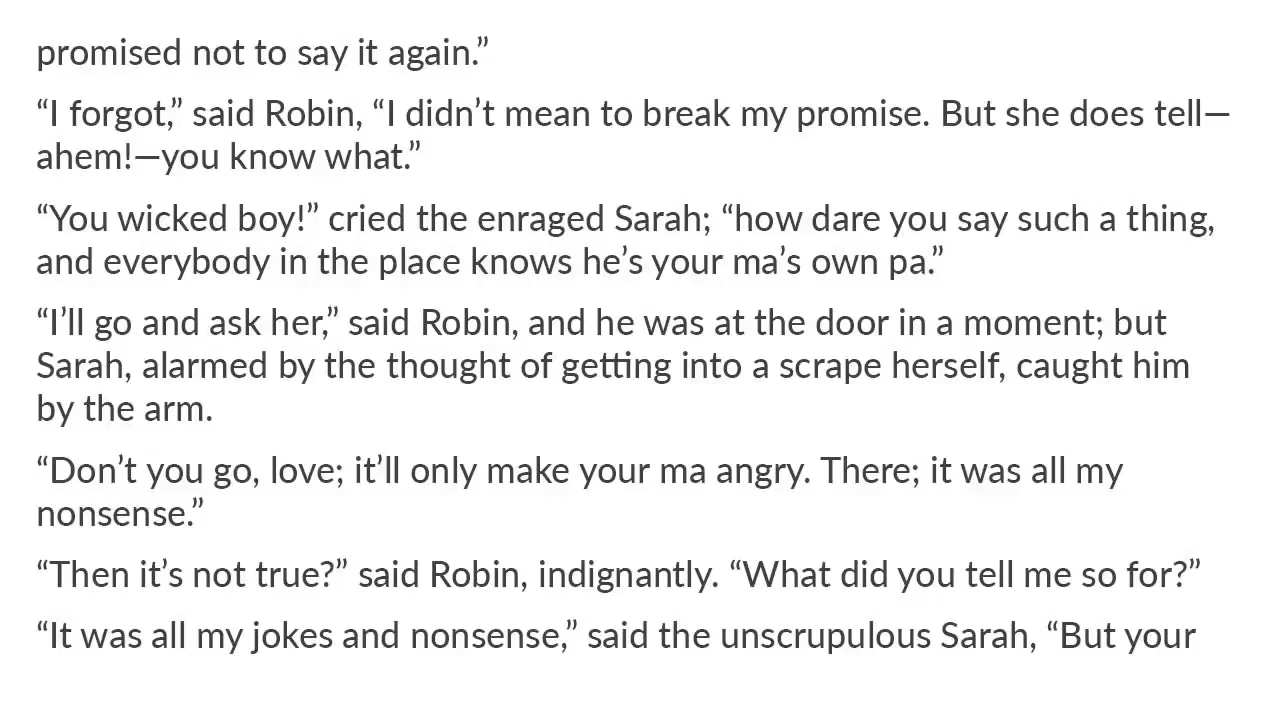 promised not to say it again.”
“I forgot,” said Robin, “I didn’t mean to break my promise. But she does tell—
ahem!—you know what.”
“You wicked boy!” cried the enraged Sarah; “how dare you say such a thing,
and everybody in the place knows he’s your ma’s own pa.”
“I’ll go and ask her,” said Robin, and he was at the door in a moment; but
Sarah, alarmed by the thought of getting into a scrape herself, caught him
by the arm.
“Don’t you go, love; it’ll only make your ma angry. There; it was all my
nonsense.”
“Then it’s not true?” said Robin, indignantly. “What did you tell me so for?”
“It was all my jokes and nonsense,” said the unscrupulous Sarah, “But your